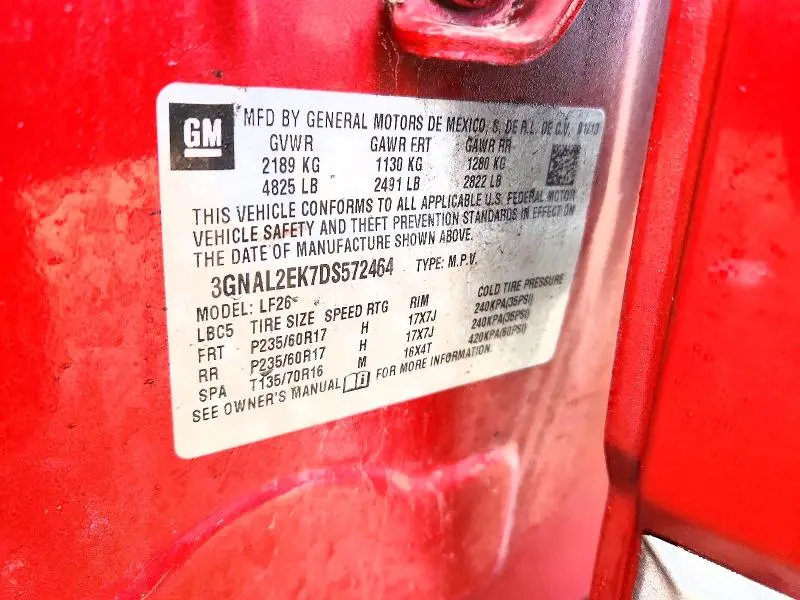 GM MFD BY GENERAL MOTORS DE MEXICO, S. DE R.L. DE C.V. 01/13
GVWR GAWR FRT GAWR RR
2189 KG 1130 KG 1280 KG
4825 LB 2491 LB 2822 LB
THIS VEHICLE CONFORMS TO ALL APPLICABLE U.S. FEDERAL MOTOR
VEHICLE SAFETY AND THEFT PREVENTION STANDARDS IN EFFECT ON
THE DATE OF MANUFACTURE SHOWN ABOVE.
3GNAL2EK7DS572464 TYPE: M.P.V.
MODEL: LF26
LBC5 TIRE SIZE SPEED RTG RIM COLD TIRE PRESSURE
FRT P235/60R17 H 17X7J 240KPA(35PSI)
RR P235/60R17 H 17X7J 240KPA(35PSI)
SPA T135/70R16 M 16X4T 420KPA(60PSI)
SEE OWNER'S MANUAL FOR MORE INFORMATION.